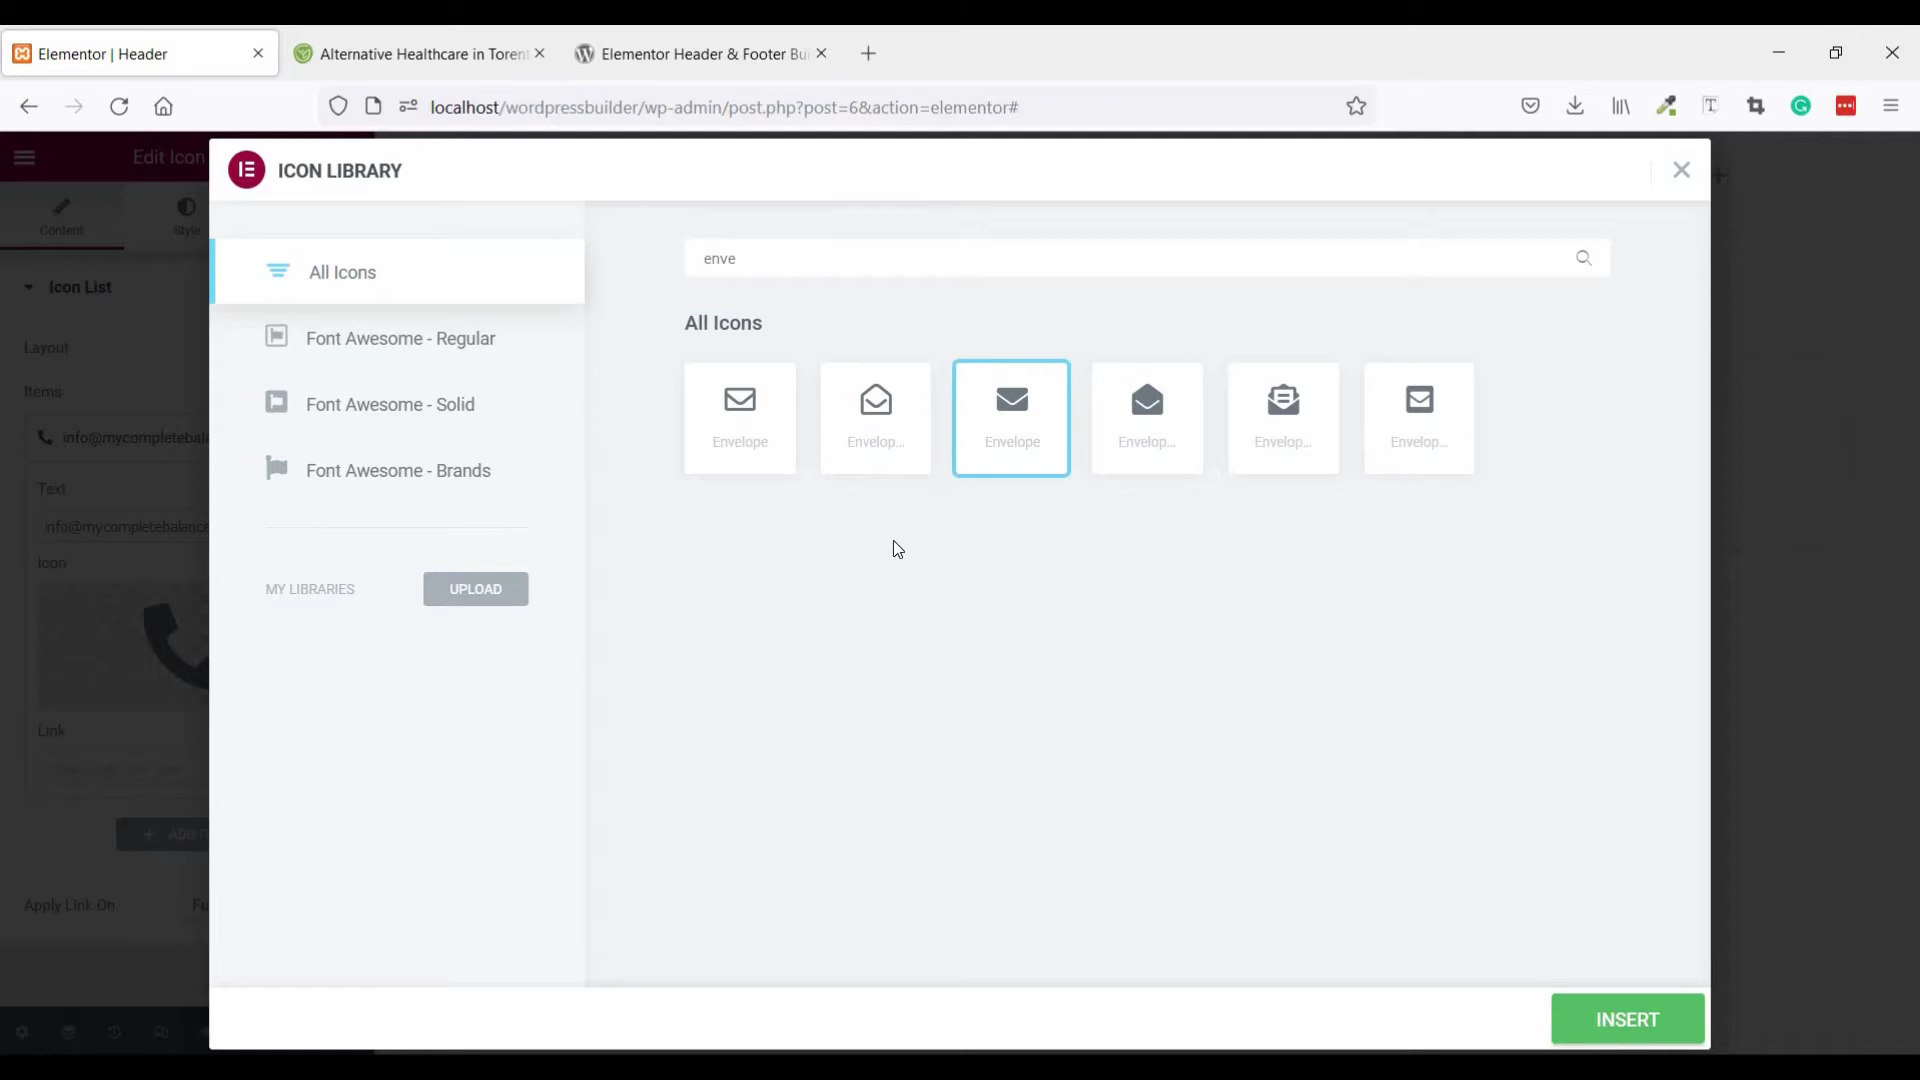 Elementor | Header
Alternative Healthcare in Toren
Elementor Header & Footer Bu
localhost/wordpressbuilder/wp-admin/post.php?post=6&action=elementor#
Edit Icon
ICON LIBRARY
Content
Style
enve
All Icons
Font Awesome - Regular
Font Awesome - Solid
Font Awesome - Brands
MY LIBRARIES
UPLOAD
All Icons
Envelope
Envelop...
Envelope
Envelop...
Envelop...
Envelop...
Icon List
Layout
Items
info@mycompletebala
Text
info@mycompletebalance
Icon
Link
Apply Link On
Fu
INSERT